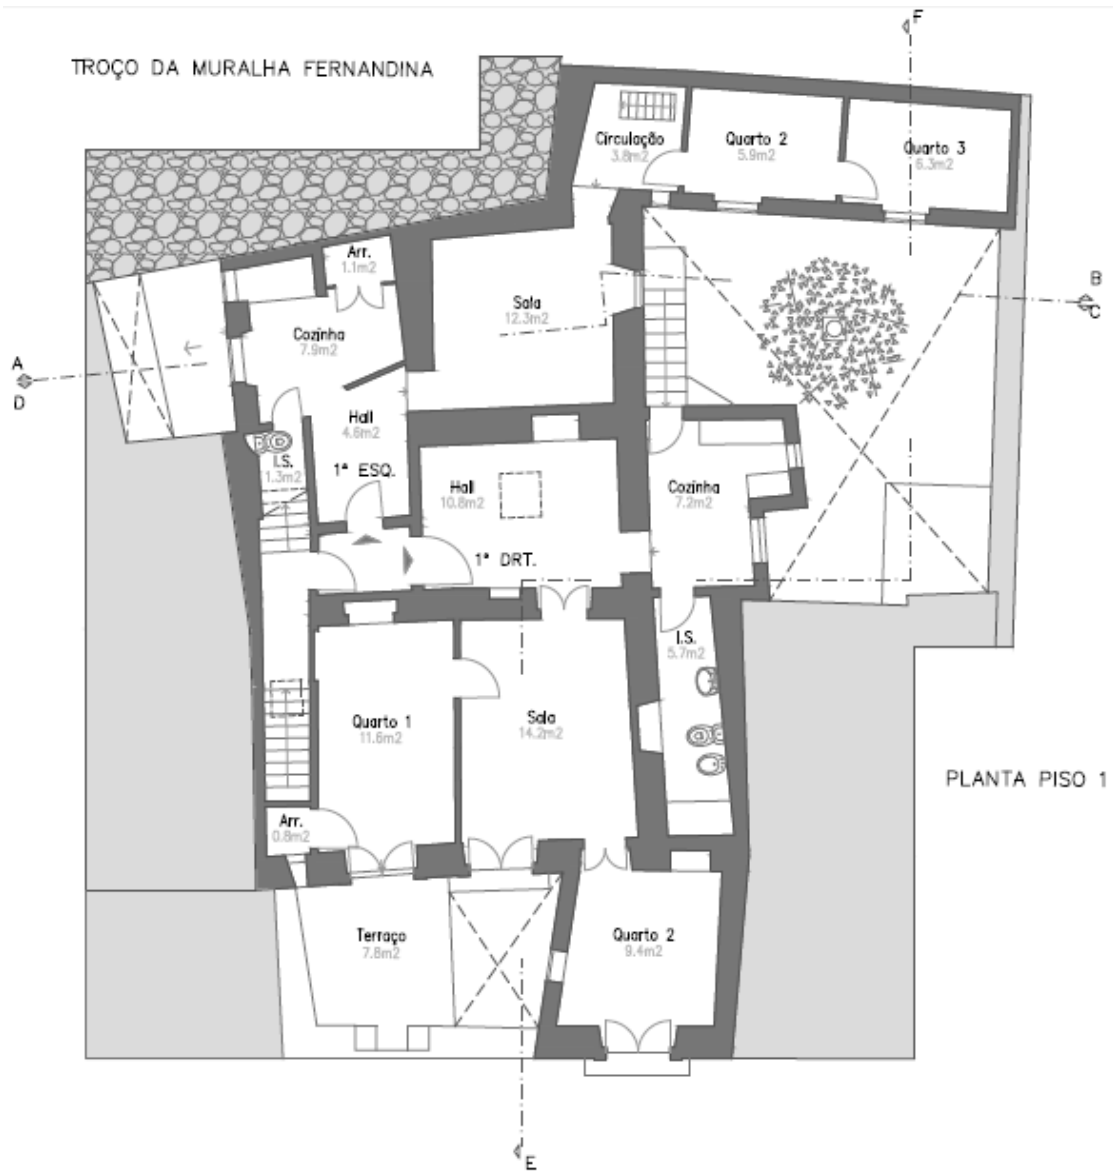 F
TROÇO DA MURALHA FERNANDINA
Circulação
3.8m2
Quarto 2
5.9m2
Quarto 3
6.3m2
Arr.
1.1m2
Sala
12.3m2
B
C
Cozinha
7.9m2
A
D
Hall
4.6m2
I.S.
1.3m2
1ª ESQ.
Hall
10.8m2
Cozinha
7.2m2
1ª DRT.
I.S.
5.7m2
Quarto 1
11.6m2
Sala
14.2m2
PLANTA PISO 1
Arr.
0.8m2
Terraço
7.8m2
Quarto 2
9.4m2
E